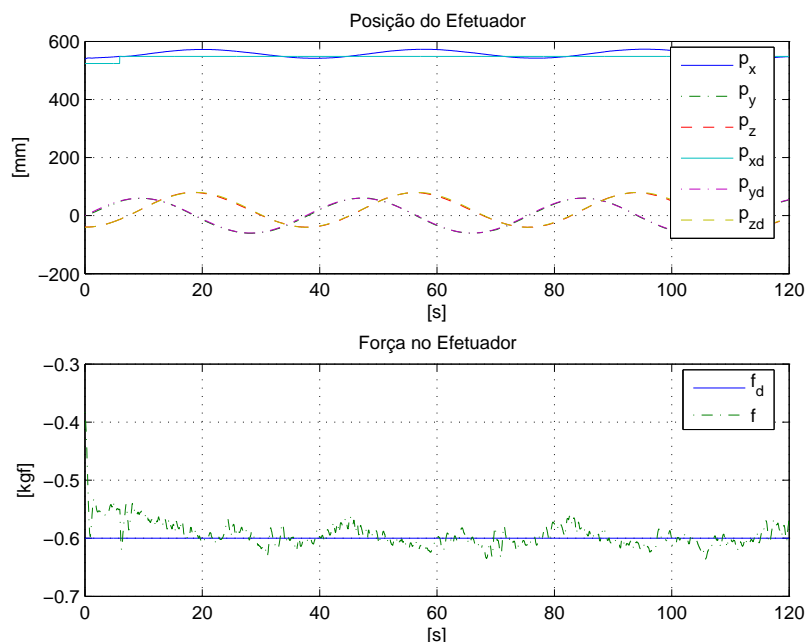 Posição do Efetuador
600
400
200
0
−200
[mm]
0 20 40 60 80 100 120
[s]
p_x
p_y
p_z
p_xd
p_yd
p_zd
Força no Efetuador
−0.3
−0.4
−0.5
−0.6
−0.7
[kgf]
0 20 40 60 80 100 120
[s]
f_d
f